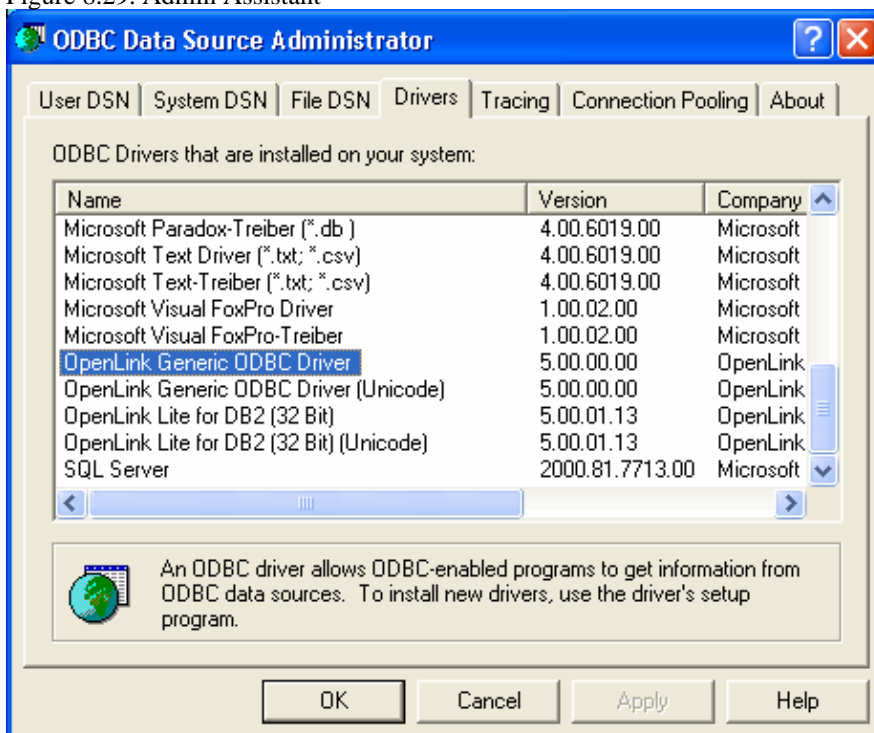 Figure 8.29. Admin Assistant
ODBC Data Source Administrator
User DSN System DSN File DSN Drivers Tracing Connection Pooling About
ODBC Drivers that are installed on your system:
Name Version Company
Microsoft Paradox-Treiber (*.db ) 4.00.6019.00 Microsoft
Microsoft Text Driver (*.txt; *.csv) 4.00.6019.00 Microsoft
Microsoft Text-Treiber (*.txt; *.csv) 4.00.6019.00 Microsoft
Microsoft Visual FoxPro Driver 1.00.02.00 Microsoft
Microsoft Visual FoxPro-Treiber 1.00.02.00 Microsoft
OpenLink Generic ODBC Driver 5.00.00.00 OpenLink
OpenLink Generic ODBC Driver (Unicode) 5.00.00.00 OpenLink
OpenLink Lite for DB2 (32 Bit) 5.00.01.13 OpenLink
OpenLink Lite for DB2 (32 Bit) (Unicode) 5.00.01.13 OpenLink
SQL Server 2000.81.7713.00 Microsoft
An ODBC driver allows ODBC-enabled programs to get information from
ODBC data sources. To install new drivers, use the driver's setup
program.
OK Cancel Apply Help